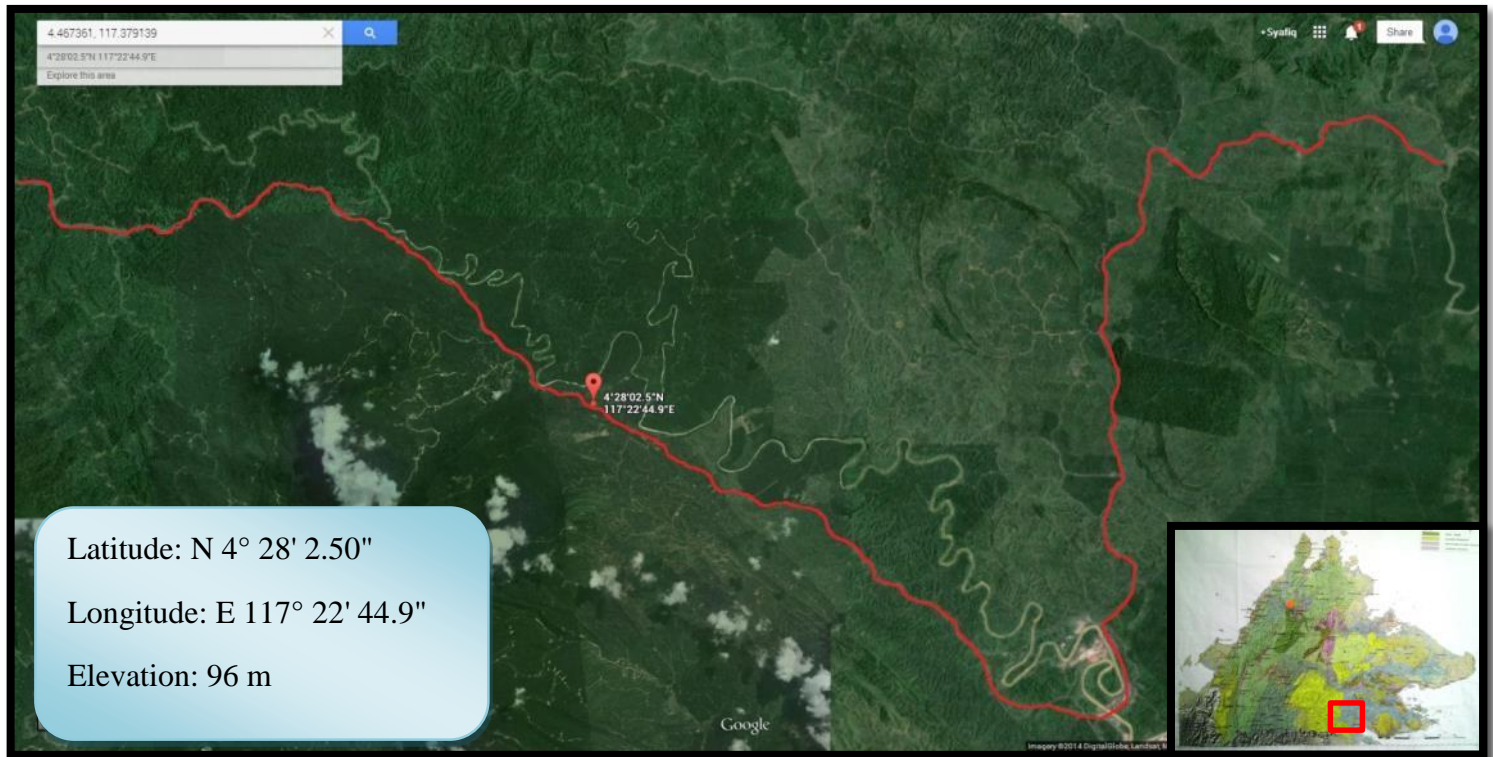 4.467361, 117.379139
4°28'02.5"N 117°22'44.9"E
Explore this area
+Syafiq
1
Share
4°28'02.5"N
117°22'44.9"E
Latitude: N 4° 28' 2.50"
Longitude: E 117° 22' 44.9"
Elevation: 96 m
Google
Imagery ©2014 DigitalGlobe, Landsat,